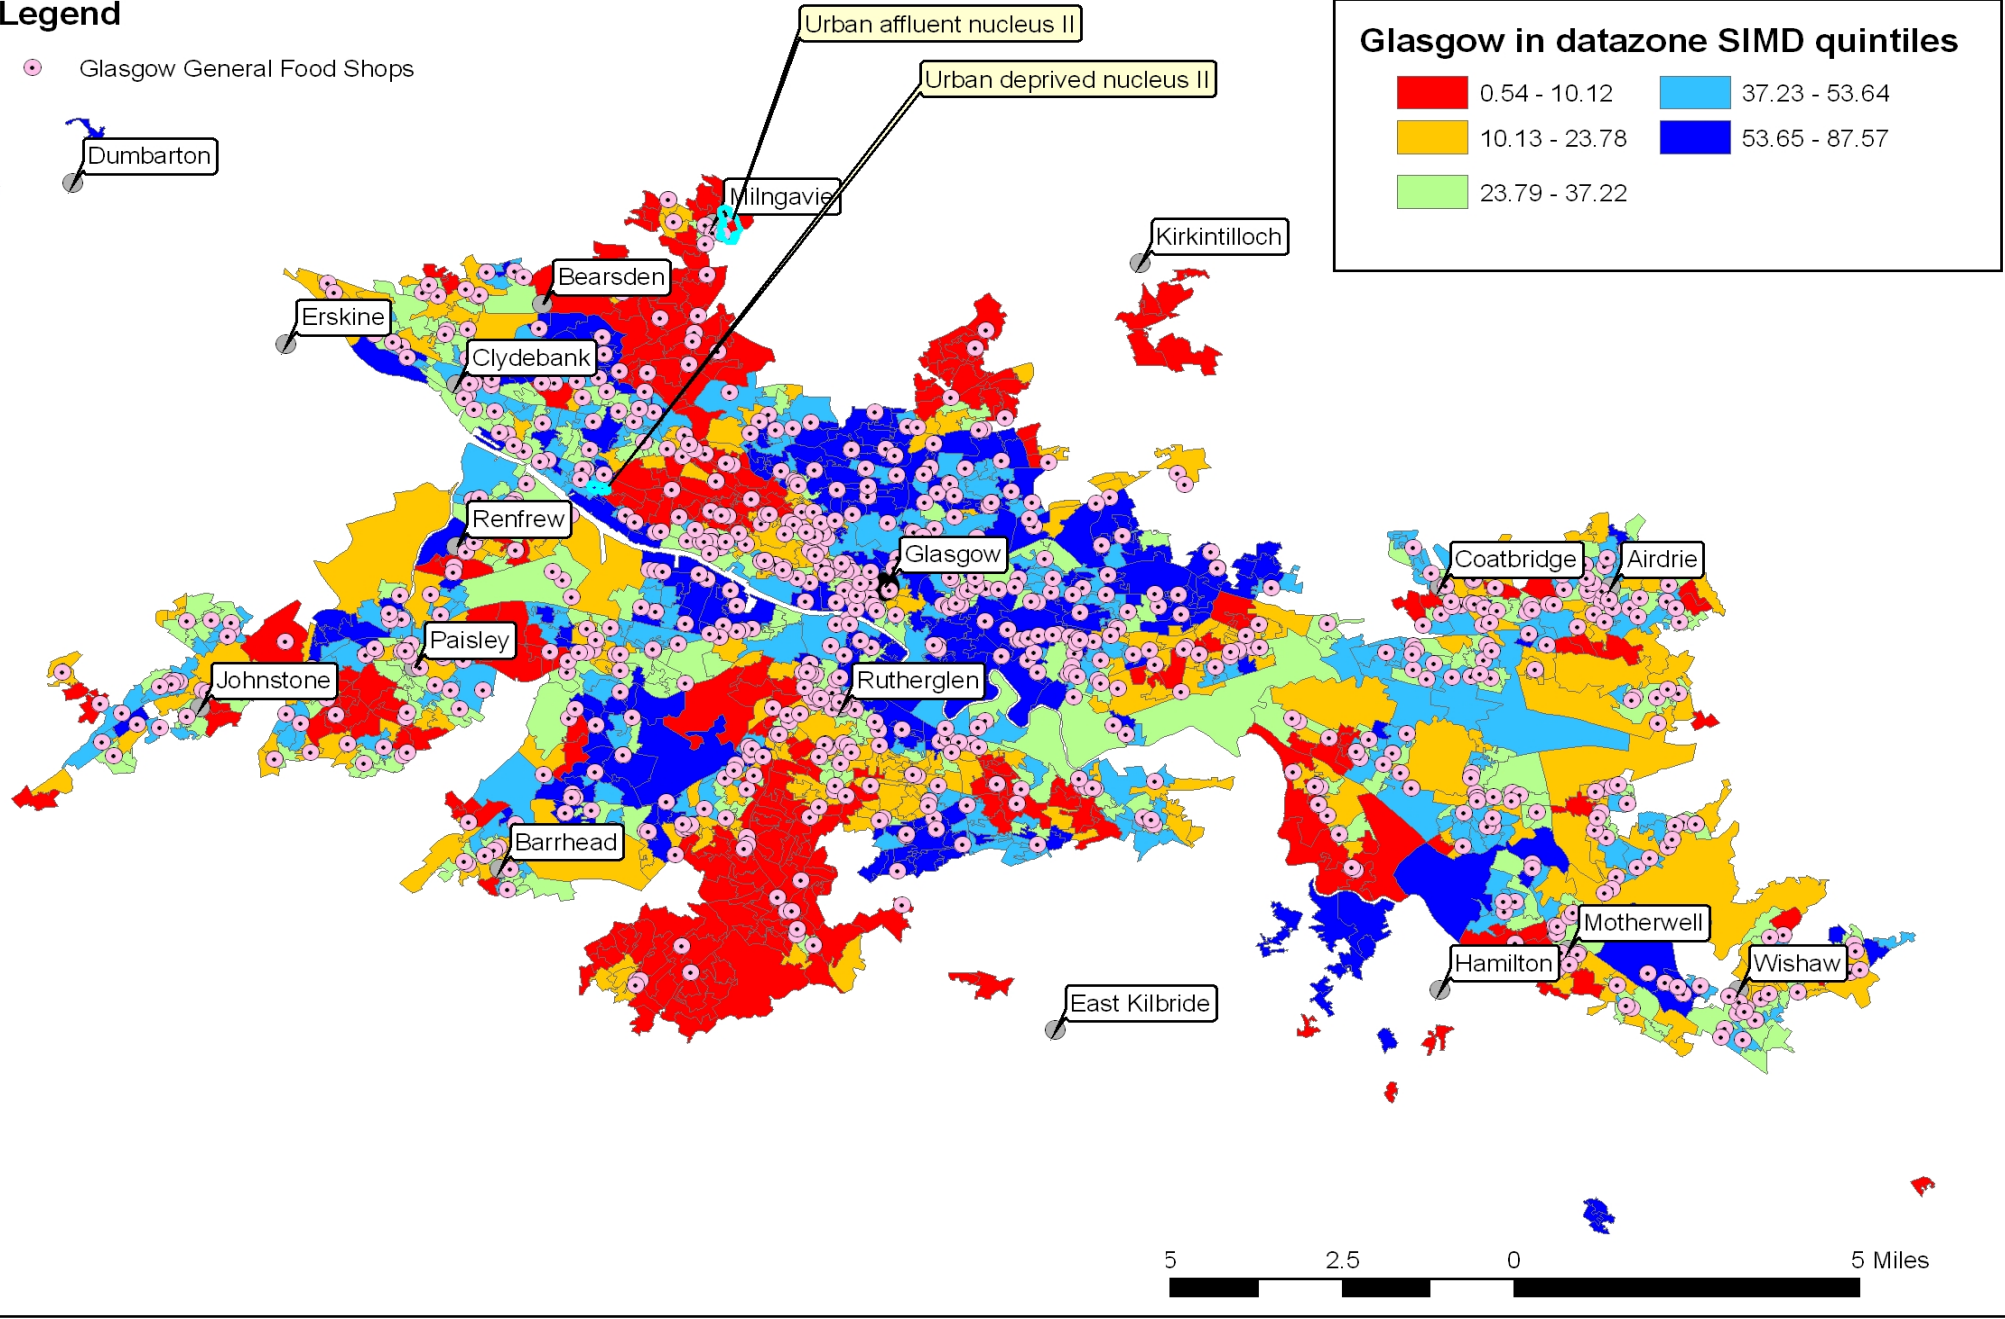 Legend
Glasgow General Food Shops
Urban affluent nucleus II
Urban deprived nucleus II
Glasgow in datazone SIMD quintiles
0.54 - 10.12
37.23 - 53.64
10.13 - 23.78
53.65 - 87.57
23.79 - 37.22
Dumbarton
Milngavie
Kirkintilloch
Bearsden
Erskine
Clydebank
Renfrew
Glasgow
Coatbridge
Airdrie
Paisley
Johnstone
Rutherglen
Barrhead
Motherwell
Hamilton
Wishaw
East Kilbride
5 2.5 0 5 Miles